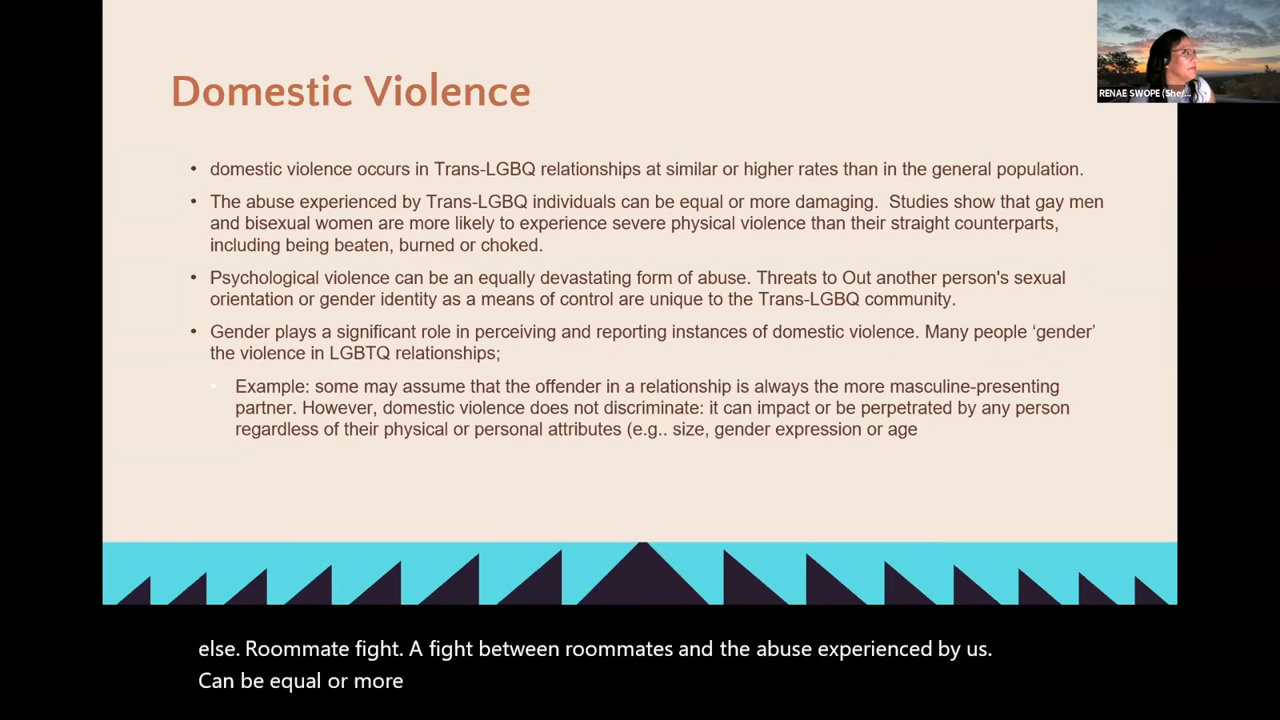 Domestic Violence
RENAE SWOPE (She/...
• domestic violence occurs in Trans-LGBQ relationships at similar or higher rates than in the general population.
• The abuse experienced by Trans-LGBQ individuals can be equal or more damaging.  Studies show that gay men
and bisexual women are more likely to experience severe physical violence than their straight counterparts,
including being beaten, burned or choked.
• Psychological violence can be an equally devastating form of abuse. Threats to Out another person's sexual
orientation or gender identity as a means of control are unique to the Trans-LGBQ community.
• Gender plays a significant role in perceiving and reporting instances of domestic violence. Many people ‘gender’
the violence in LGBTQ relationships;
• Example: some may assume that the offender in a relationship is always the more masculine-presenting
partner. However, domestic violence does not discriminate: it can impact or be perpetrated by any person
regardless of their physical or personal attributes (e.g.. size, gender expression or age
else. Roommate fight. A fight between roommates and the abuse experienced by us.
Can be equal or more